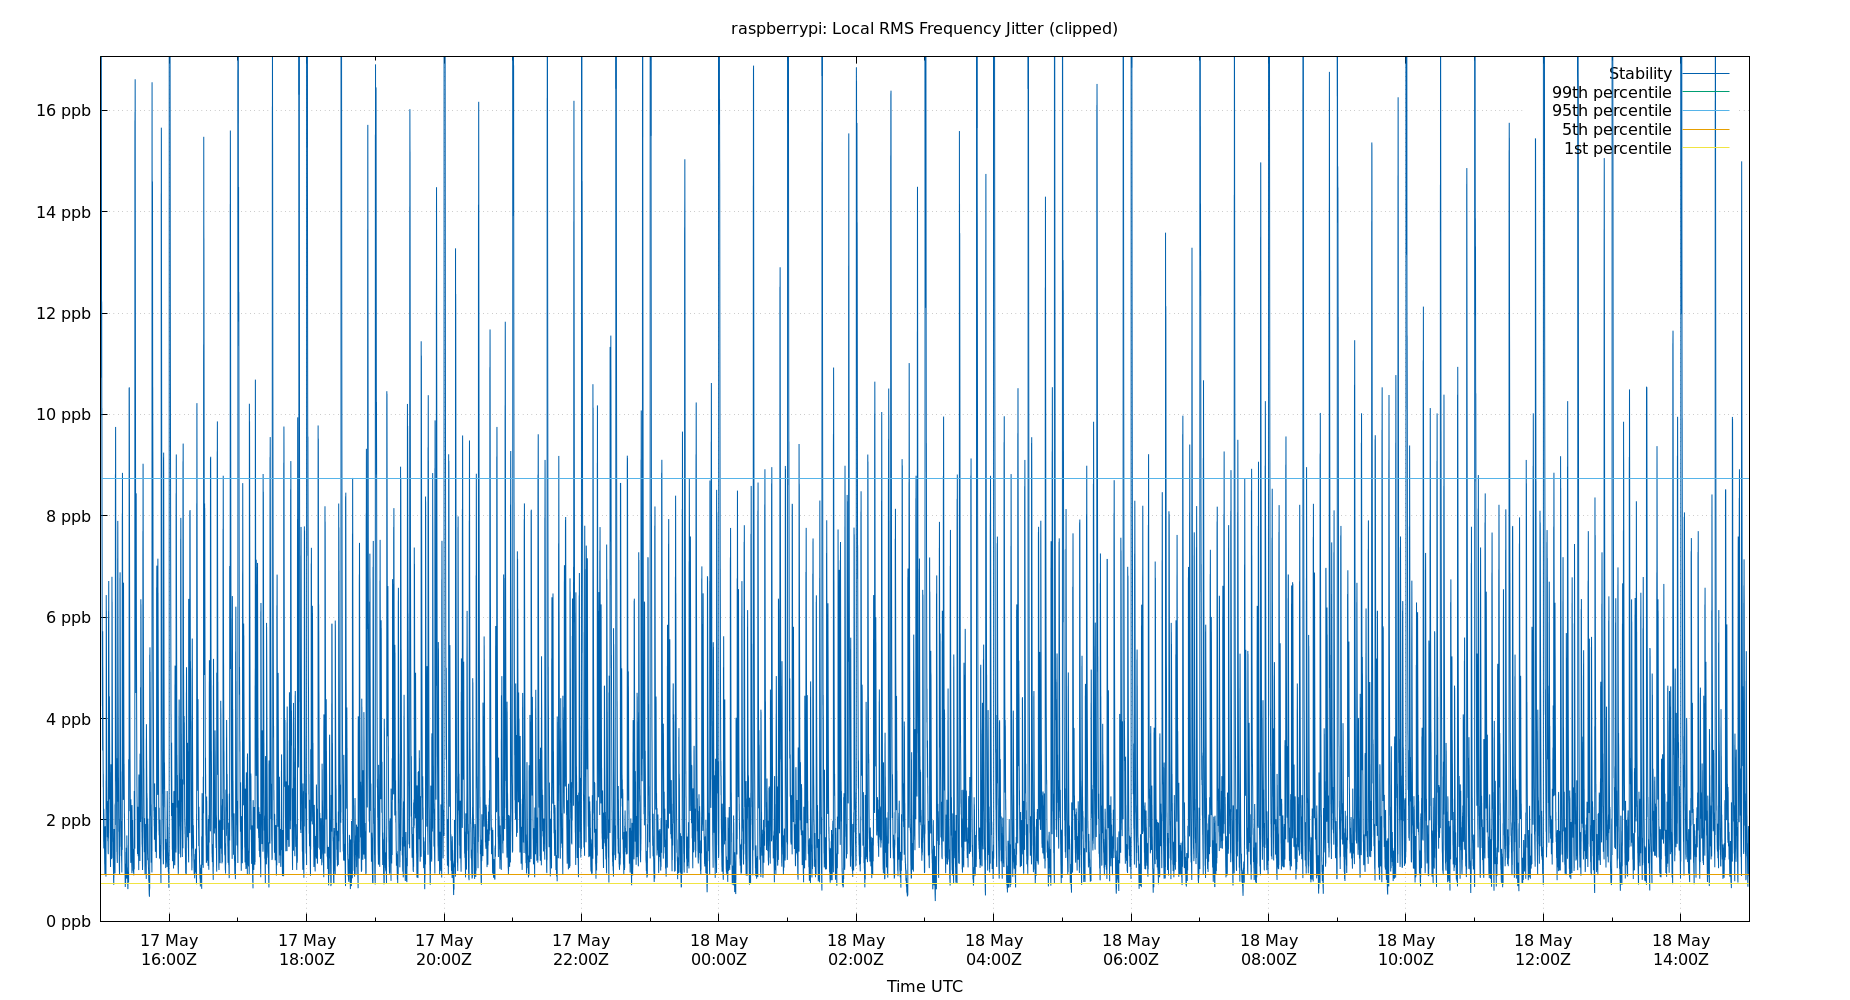 raspberrypi: Local RMS Frequency Jitter (clipped)
Stability
99th percentile
95th percentile
5th percentile
1st percentile
16 ppb
14 ppb
12 ppb
10 ppb
8 ppb
6 ppb
4 ppb
2 ppb
0 ppb
17 May 17 May 17 May 17 May 18 May 18 May 18 May 18 May 18 May 18 May 18 May 18 May
16:00Z 18:00Z 20:00Z 22:00Z 00:00Z 02:00Z 04:00Z 06:00Z 08:00Z 10:00Z 12:00Z 14:00Z
Time UTC